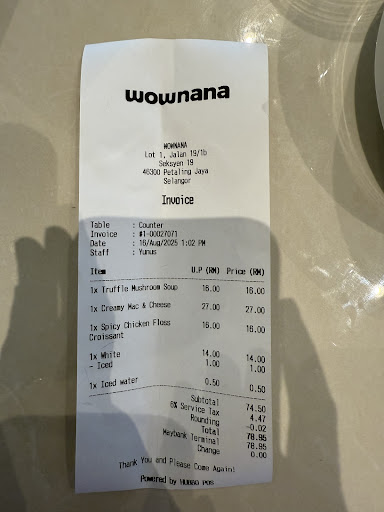 wownana
WOWNANA
Lot 1, Jalan 19/1b
Seksyen 19
46300 Petaling Jaya
Selangor
Invoice
Table : Counter
Invoice : #1-00027071
Date : 16/Aug/2025 1:02 PM
Staff : Yunus
Item U.P (RM) Price (RM)
1x Truffle Mushroom Soup 16.00 16.00
1x Creamy Mac & Cheese 27.00 27.00
1x Spicy Chicken Floss 16.00 16.00
Croissant
1x White 14.00 14.00
- Iced 1.00 1.00
1x Iced water 0.50 0.50
Subtotal 74.50
6% Service Tax 4.47
Rounding -0.02
Total 78.95
Maybank Terminal 78.95
Change 0.00
Thank You and Please Come Again!
Powered by HUNGO POS